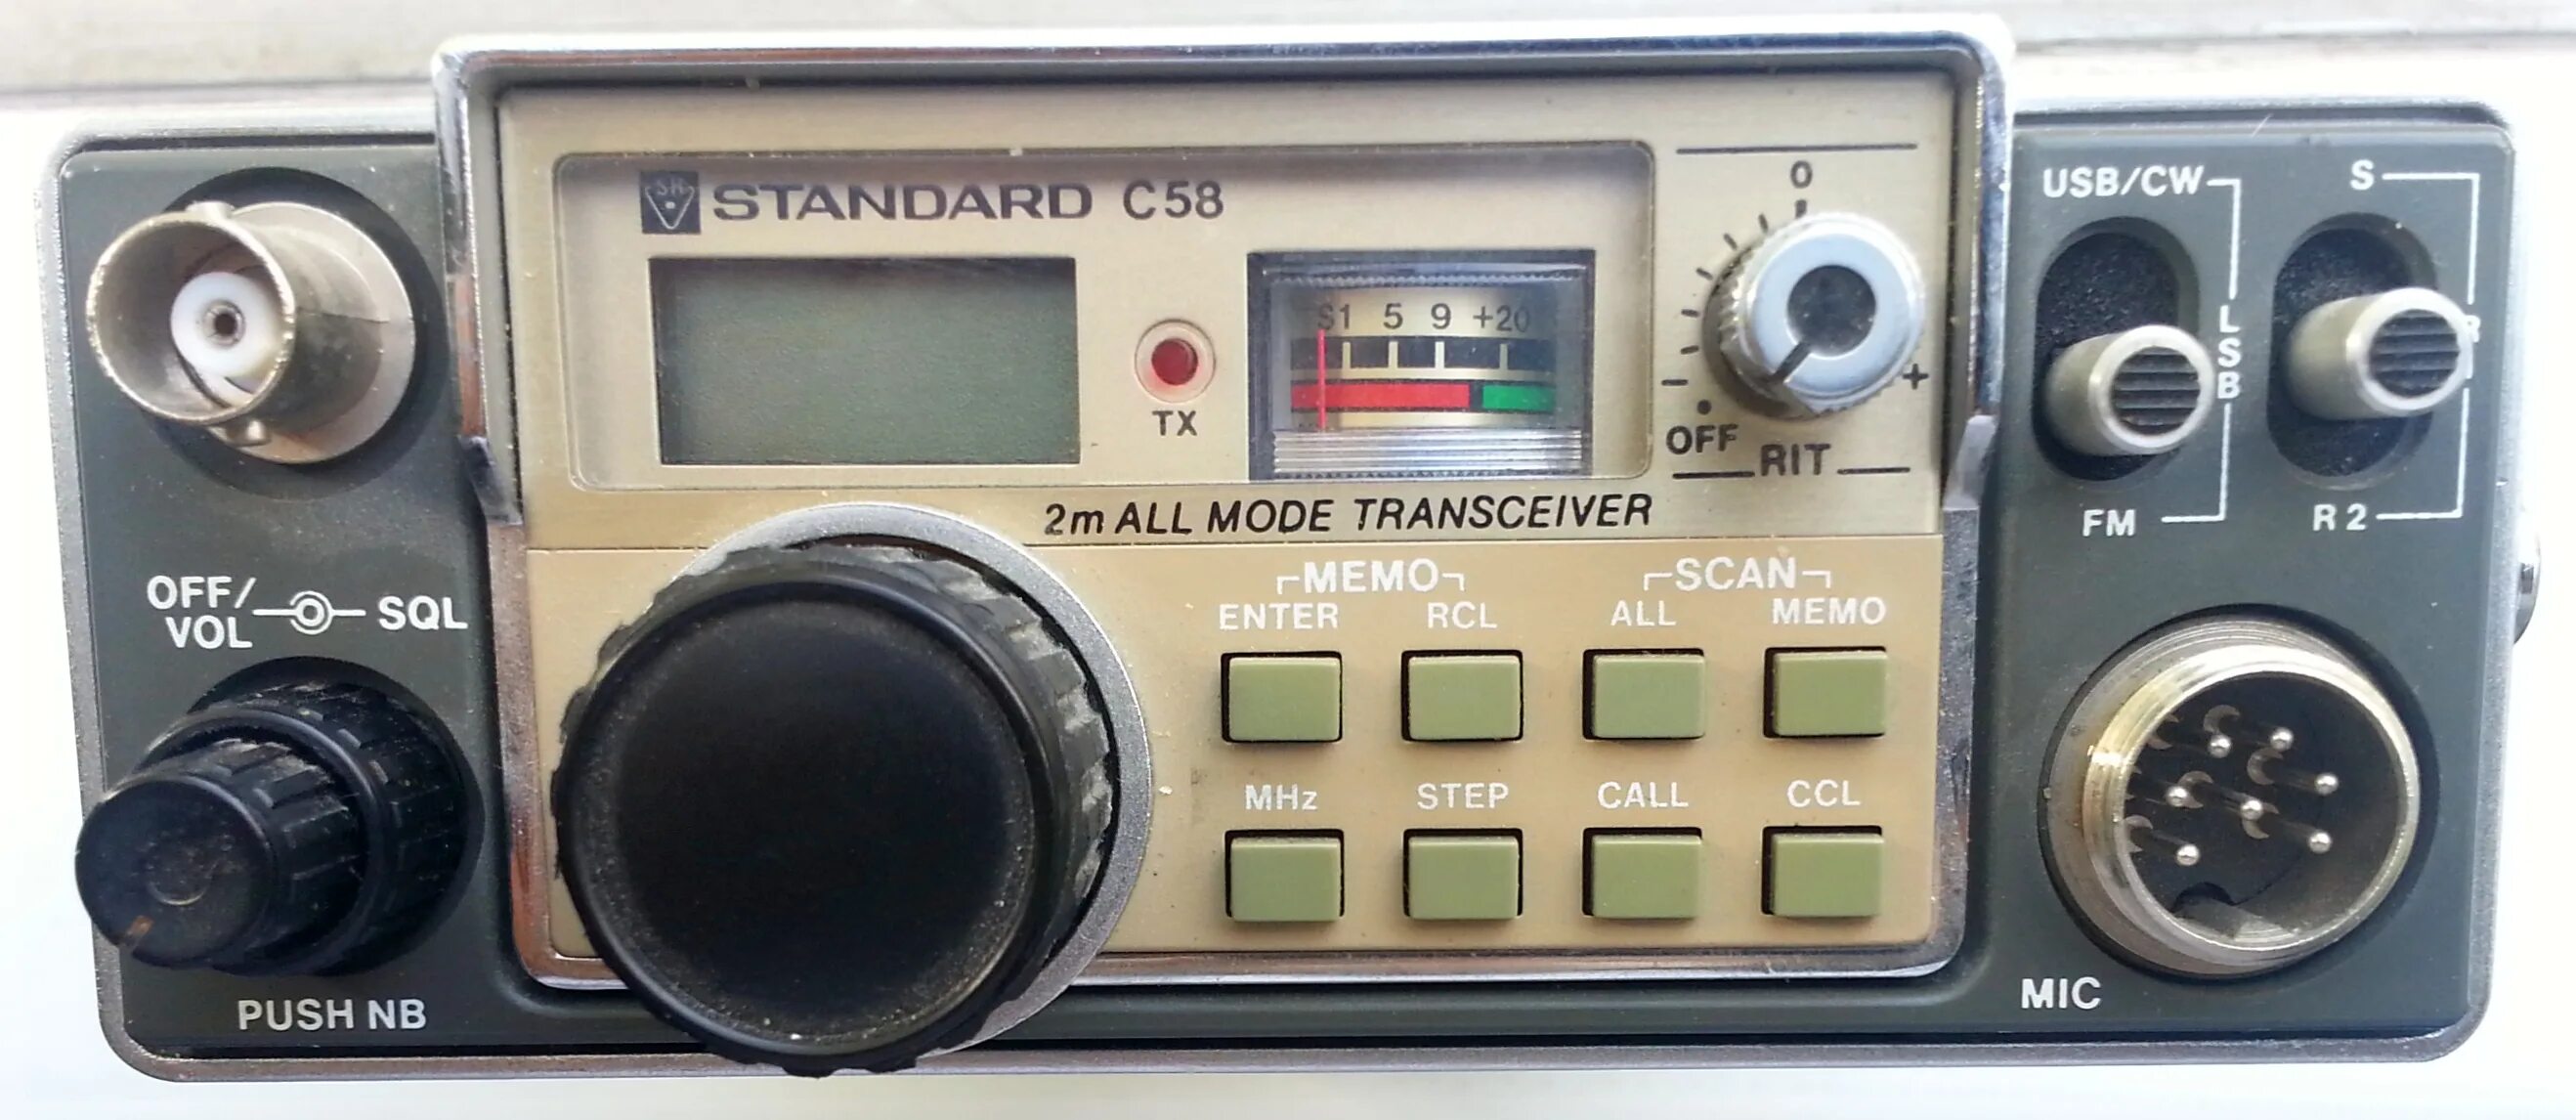 STANDARD C58
S1 5 9 +20
TX
2m ALL MODE TRANSCEIVER
0
- +
OFF
RIT
OFF/
VOL
SQL
PUSH NB
MEMO
ENTER RCL
SCAN
ALL MEMO
MHz STEP CALL CCL
USB/CW
LSB
FM
S
R2
MIC